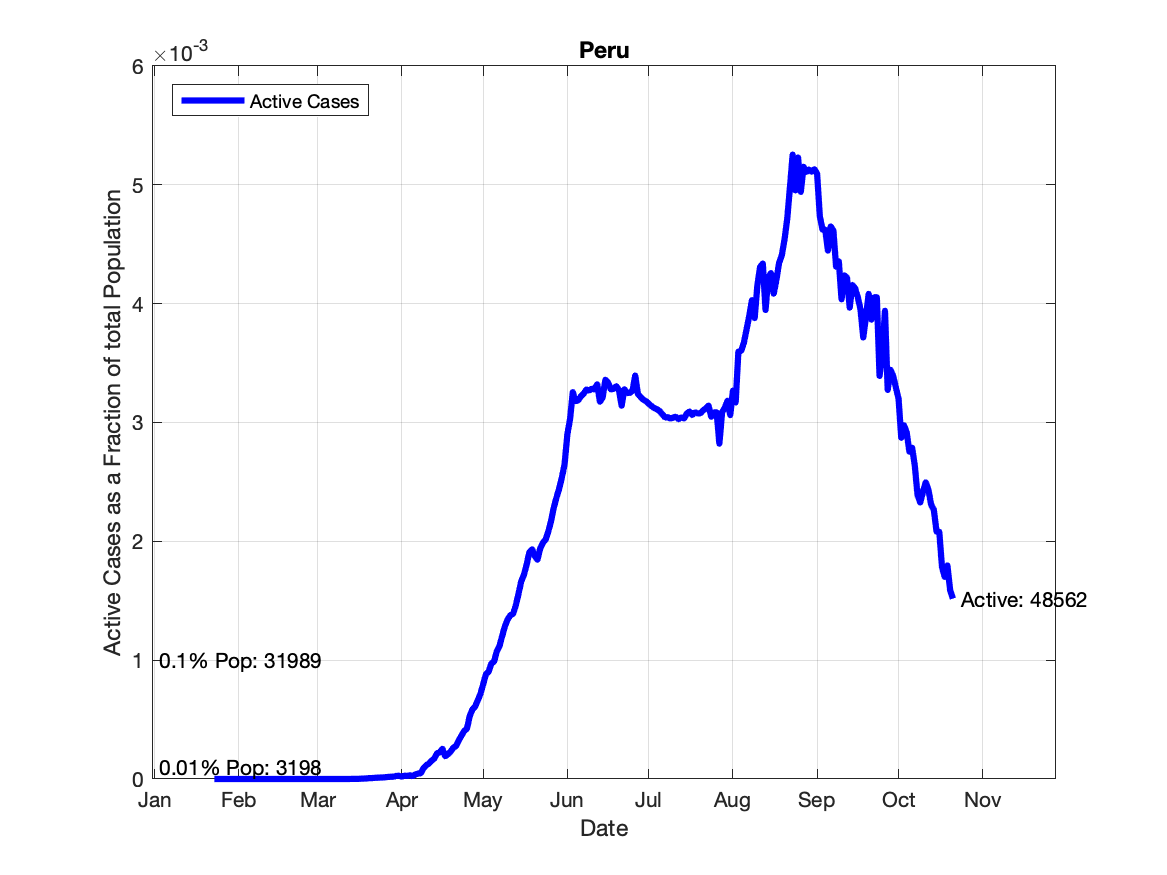 Peru
×10-3
6
Active Cases
5
4
3
2
1
0
Active Cases as a Fraction of total Population
Active: 48562
0.1% Pop: 31989
0.01% Pop: 3198
Jan Feb Mar Apr May Jun Jul Aug Sep Oct Nov
Date